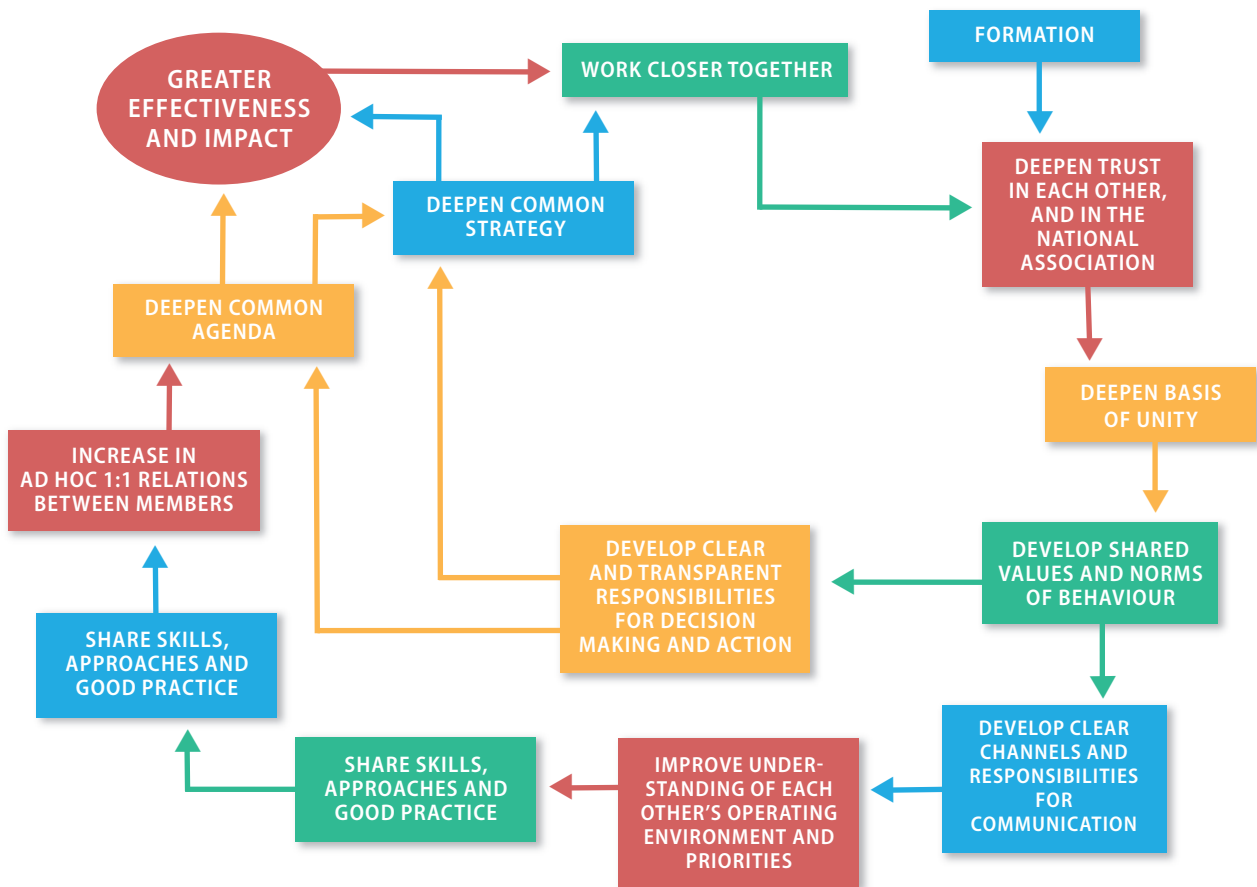 GREATER
EFFECTIVENESS
AND IMPACT
WORK CLOSER TOGETHER
FORMATION
DEEPEN TRUST
IN EACH OTHER,
AND IN THE
NATIONAL
ASSOCIATION
DEEPEN COMMON
STRATEGY
DEEPEN COMMON
AGENDA
DEEPEN BASIS
OF UNITY
INCREASE IN
AD HOC 1:1 RELATIONS
BETWEEN MEMBERS
DEVELOP CLEAR
AND TRANSPARENT
RESPONSIBILITIES
FOR DECISION
MAKING AND ACTION
DEVELOP SHARED
VALUES AND NORMS
OF BEHAVIOUR
SHARE SKILLS,
APPROACHES AND
GOOD PRACTICE
SHARE SKILLS,
APPROACHES AND
GOOD PRACTICE
IMPROVE UNDER-
STANDING OF EACH
OTHER'S OPERATING
ENVIRONMENT AND
PRIORITIES
DEVELOP CLEAR
CHANNELS AND
RESPONSIBILITIES
FOR
COMMUNICATION